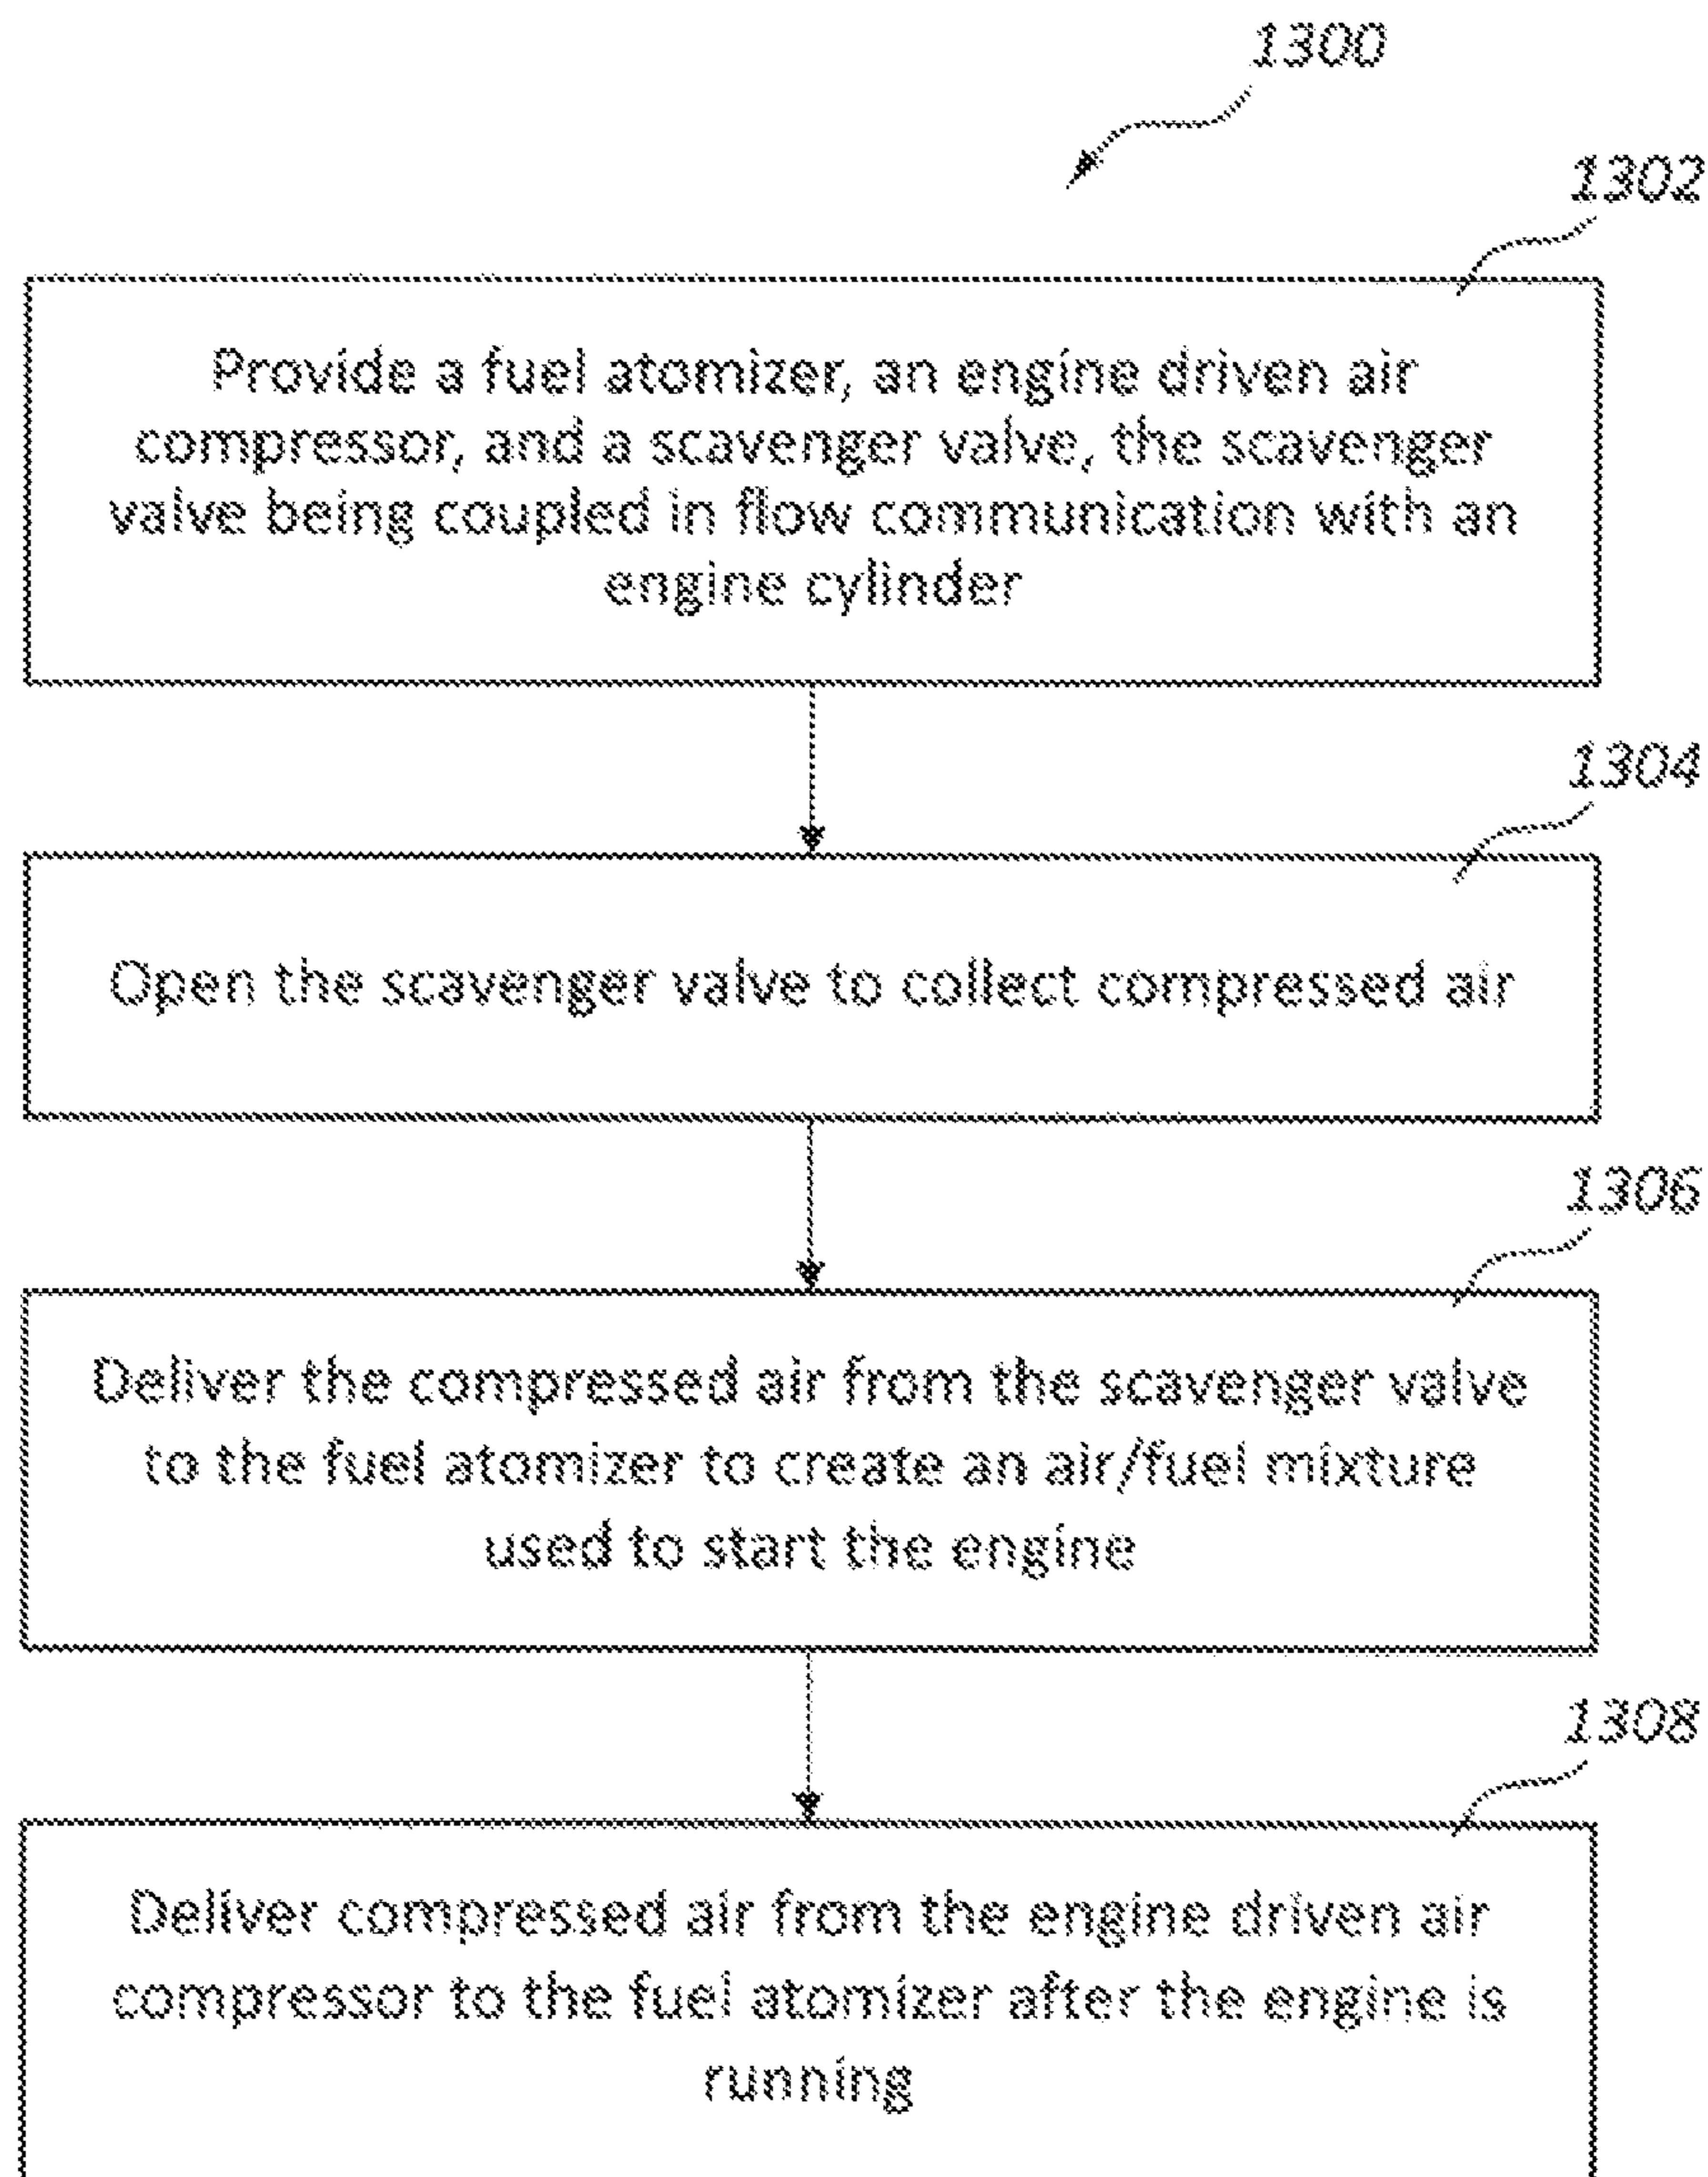 1300
1302
Provide a fuel atomizer, an engine driven air
compressor, and a scavenger valve, the scavenger
valve being coupled in flow communication with an
engine cylinder
1304
Open the scavenger valve to collect compressed air
1306
Deliver the compressed air from the scavenger valve
to the fuel atomizer to create an air/fuel mixture
used to start the engine
1308
Deliver compressed air from the engine driven air
compressor to the fuel atomizer after the engine is
running